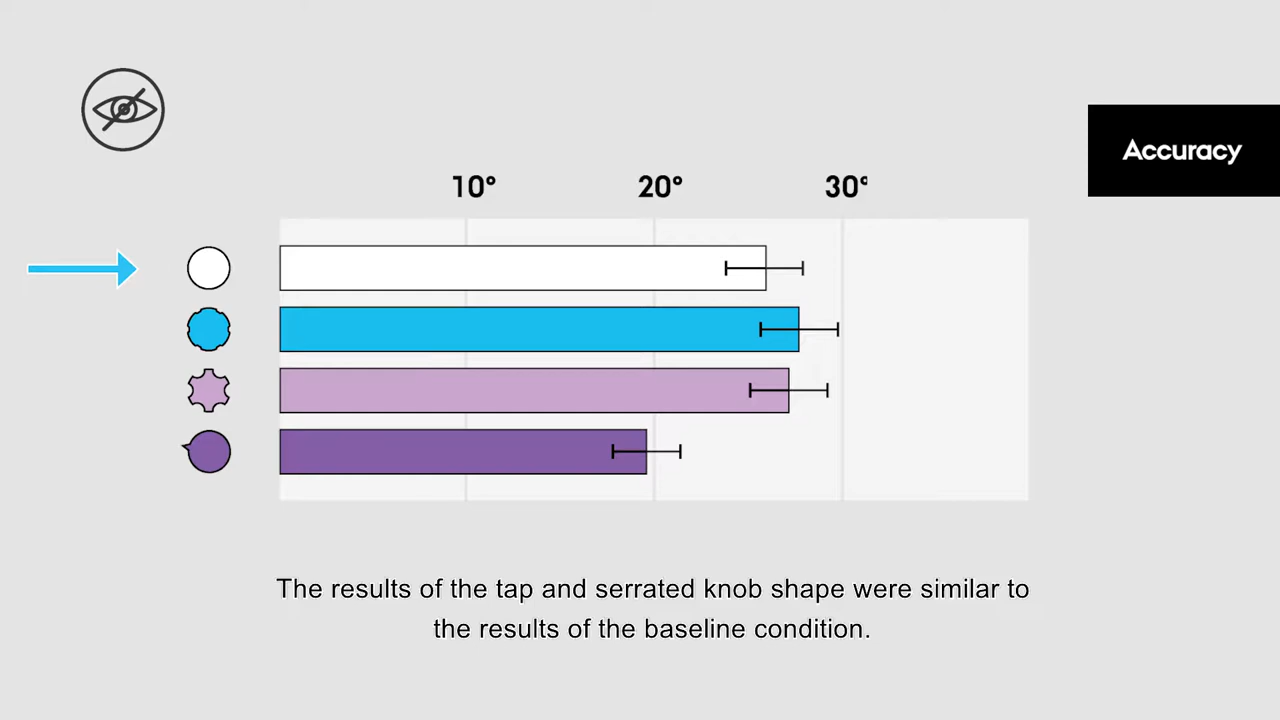 Accuracy
10° 20° 30°
The results of the tap and serrated knob shape were similar to
the results of the baseline condition.